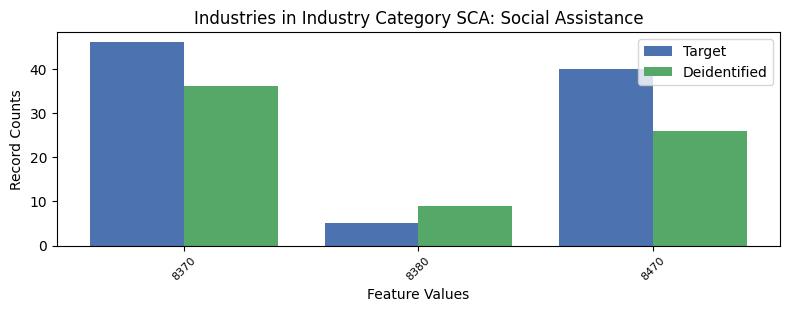 Industries in Industry Category SCA: Social Assistance
Target
Deidentified
Record Counts
40
30
20
10
0
8370
8380
8470
Feature Values